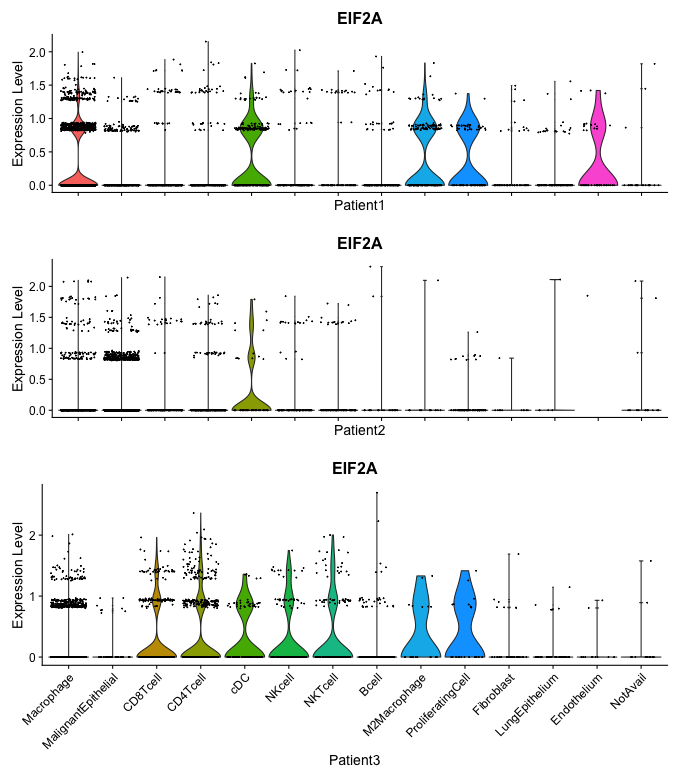 EIF2A
Expression Level
2.0
1.5
1.0
0.5
0.0
Patient1
EIF2A
Expression Level
2.0
1.5
1.0
0.5
0.0
Patient2
EIF2A
Expression Level
2
1
0
Macrophage
MalignantEpithelial
CD8Tcell
CD4Tcell
cDC
NKcell
NKTcell
Bcell
M2Macrophage
ProliferatingCell
Fibroblast
LungEpithelium
Endothelium
NotAvail
Patient3